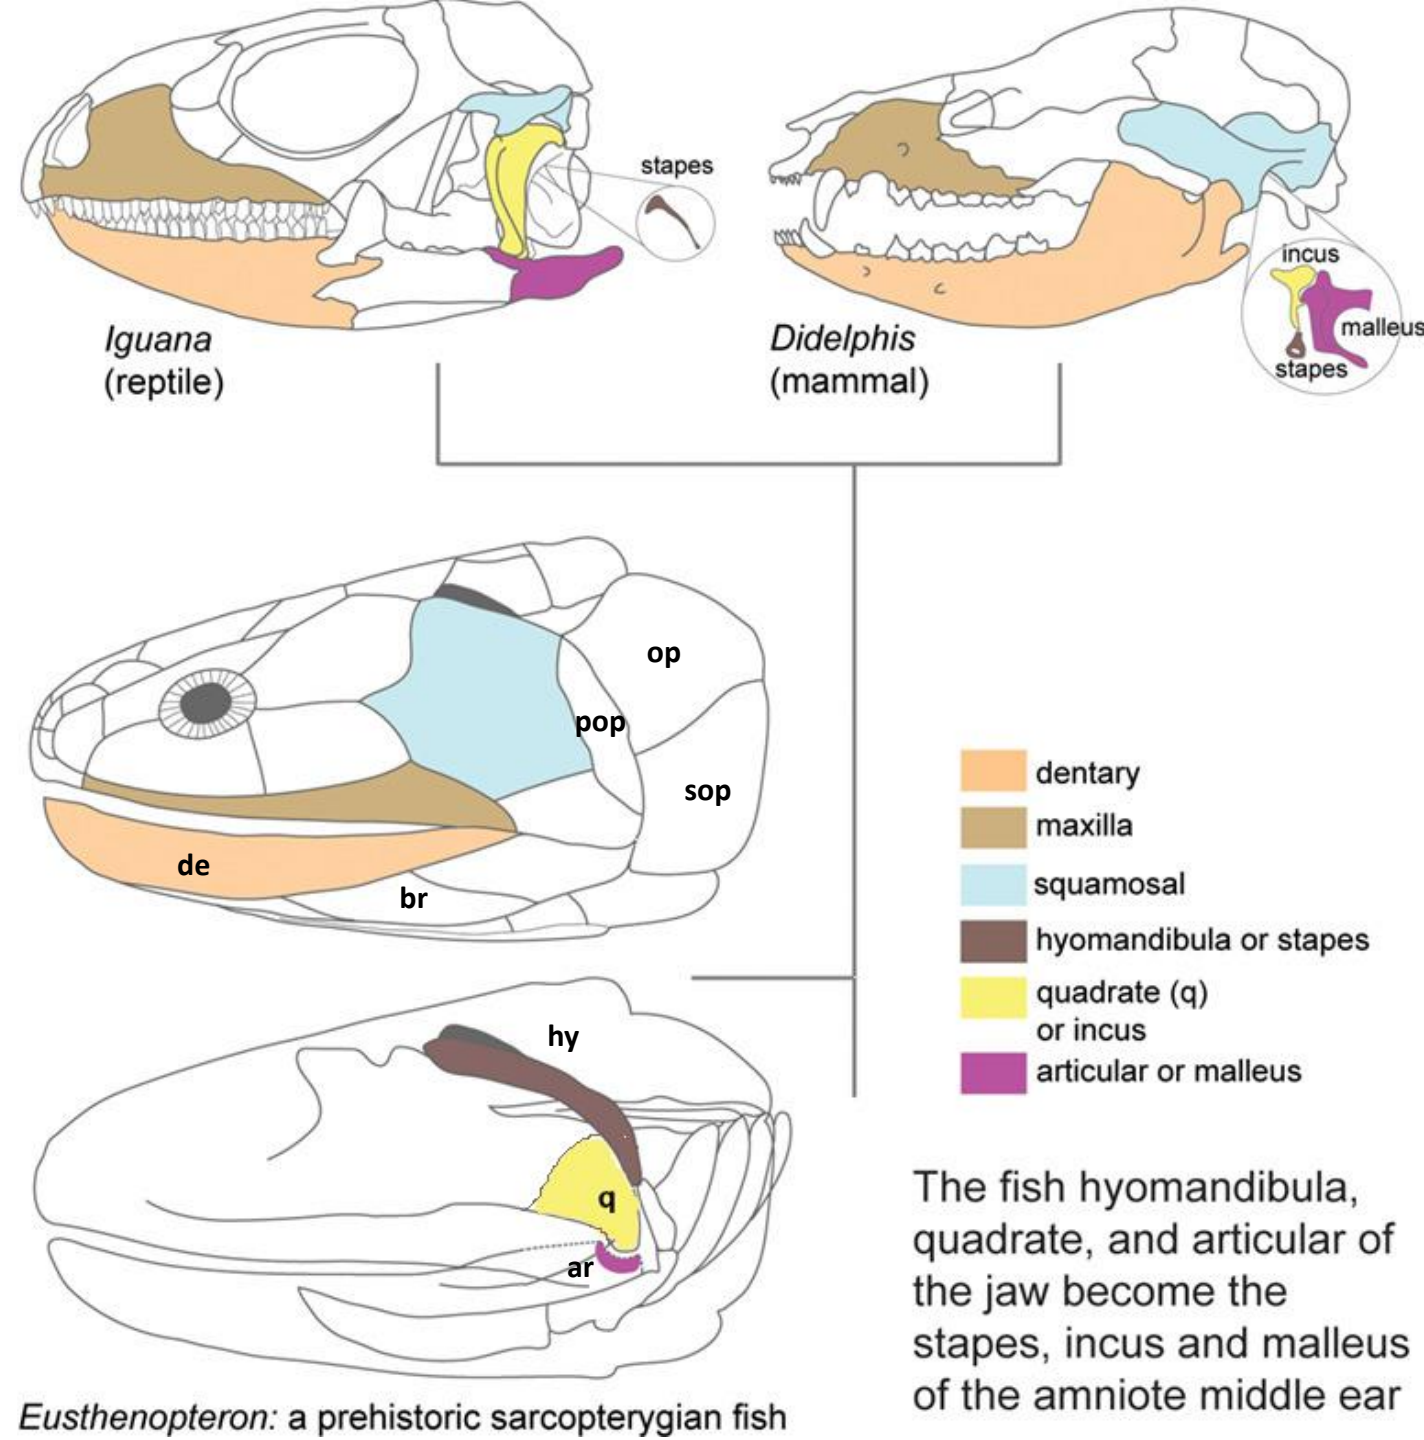 stapes
incus
malleus
stapes
Iguana
(reptile)
Didelphis
(mammal)
op
pop
sop
de
br
dentary
maxilla
squamosal
hyomandibula or stapes
quadrate (q)
or incus
articular or malleus
hy
q
ar
The fish hyomandibula,
quadrate, and articular of
the jaw become the
stapes, incus and malleus
of the amniote middle ear
Eusthenopteron: a prehistoric sarcopterygian fish